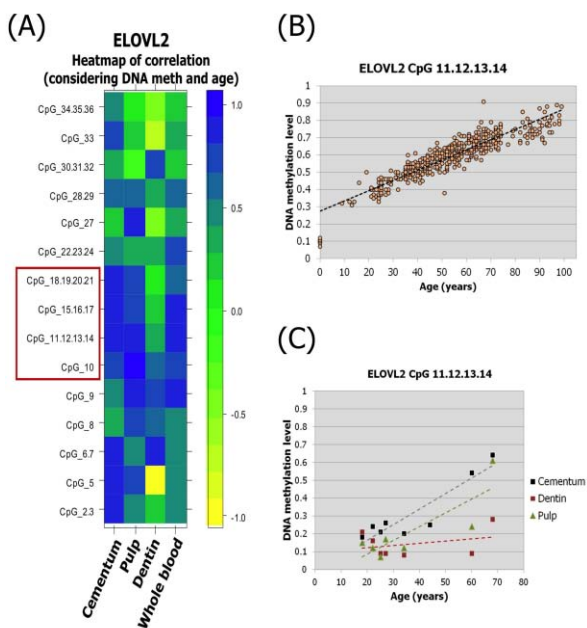 (A)
ELOVL2
Heatmap of correlation
(considering DNA meth and age)
CpG_34.35.36
CpG_33
CpG_30.31.32
CpG_28.29
CpG_27
CpG_22.23.24
CpG_18.19.20.21
CpG_15.16.17
CpG_11.12.13.14
CpG_10
CpG_9
CpG_8
CpG_6.7
CpG_5
CpG_2.3
Cementum
Pulp
Dentin
Whole blood
1.0
0.5
0.0
-0.5
-1.0
(B)
ELOVL2 CpG 11.12.13.14
DNA methylation level
1
0.9
0.8
0.7
0.6
0.5
0.4
0.3
0.2
0.1
0
0 10 20 30 40 50 60 70 80 90 100
Age (years)
(C)
ELOVL2 CpG 11.12.13.14
DNA methylation level
1
0.9
0.8
0.7
0.6
0.5
0.4
0.3
0.2
0.1
0
0 20 40 60 80
Age (years)
Cementum
Dentin
Pulp